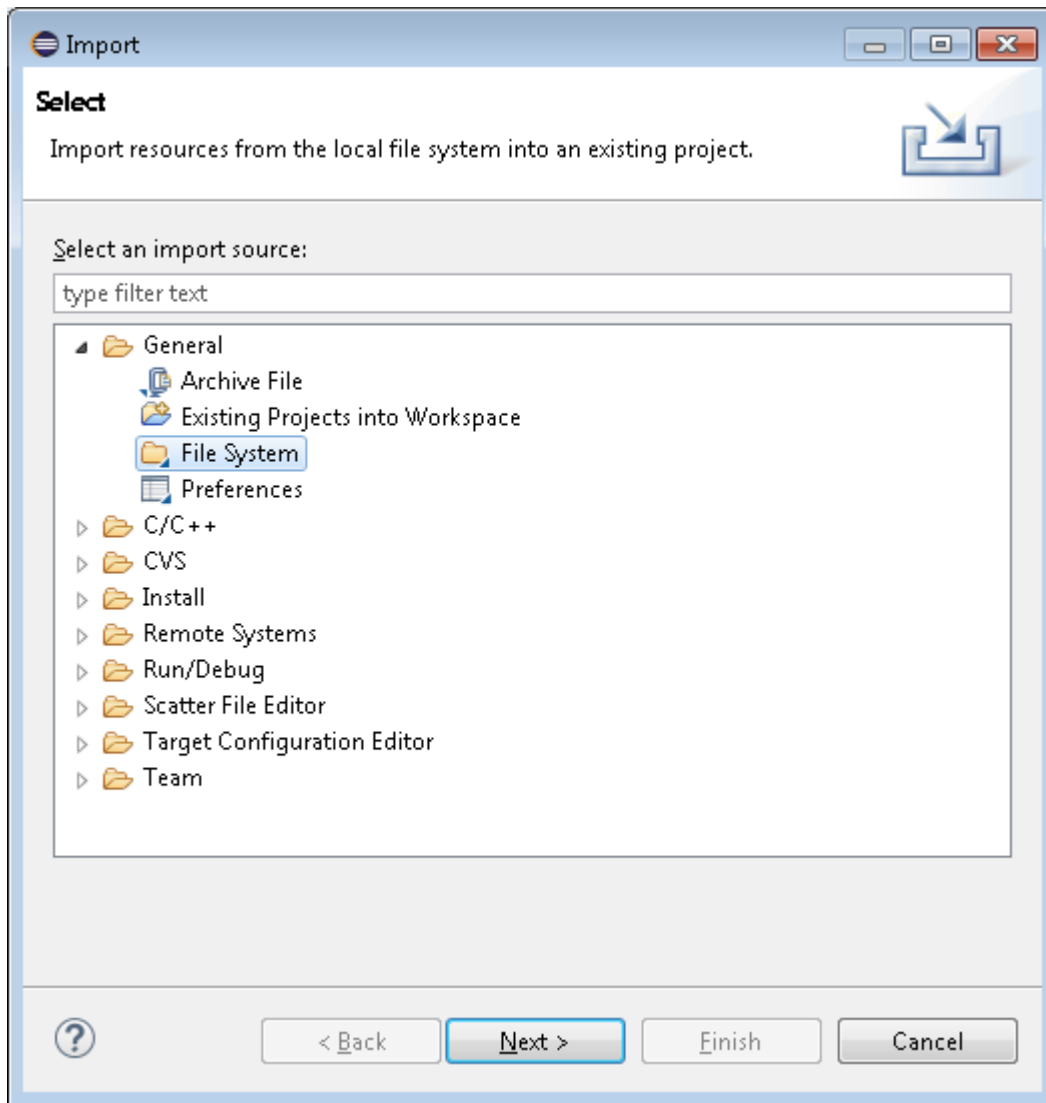 Import
Select
Import resources from the local file system into an existing project.
Select an import source:
type filter text
General
Archive File
Existing Projects into Workspace
File System
Preferences
C/C++
CVS
Install
Remote Systems
Run/Debug
Scatter File Editor
Target Configuration Editor
Team
? < Back Next > Finish Cancel